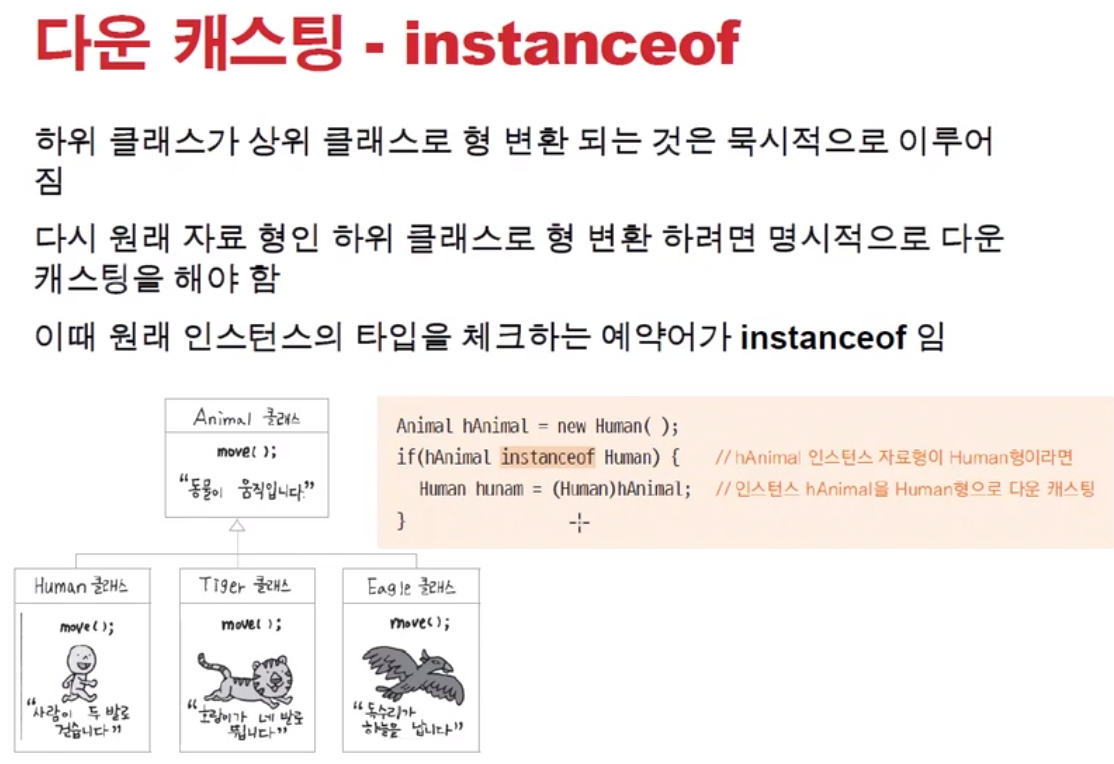 다운 캐스팅 - instanceof
하위 클래스가 상위 클래스로 형 변환 되는 것은 묵시적으로 이루어
짐
다시 원래 자료 형인 하위 클래스로 형 변환 하려면 명시적으로 다운
캐스팅을 해야 함
이때 원래 인스턴스의 타입을 체크하는 예약어가 instanceof 임
Animal 클래스
move( );
“동물이 움직입니다.”
Animal hAnimal = new Human( );
if(hAnimal instanceof Human) { // hAnimal 인스턴스 자료형이 Human형이라면
Human hunam = (Human)hAnimal; // 인스턴스 hAnimal을 Human형으로 다운 캐스팅
}
Human 클래스
move( );
“사람이 두 발로
걷습니다”
Tiger 클래스
move( );
“호랑이가 네 발로
뜁니다”
Eagle 클래스
move( );
“독수리가
하늘을 납니다”